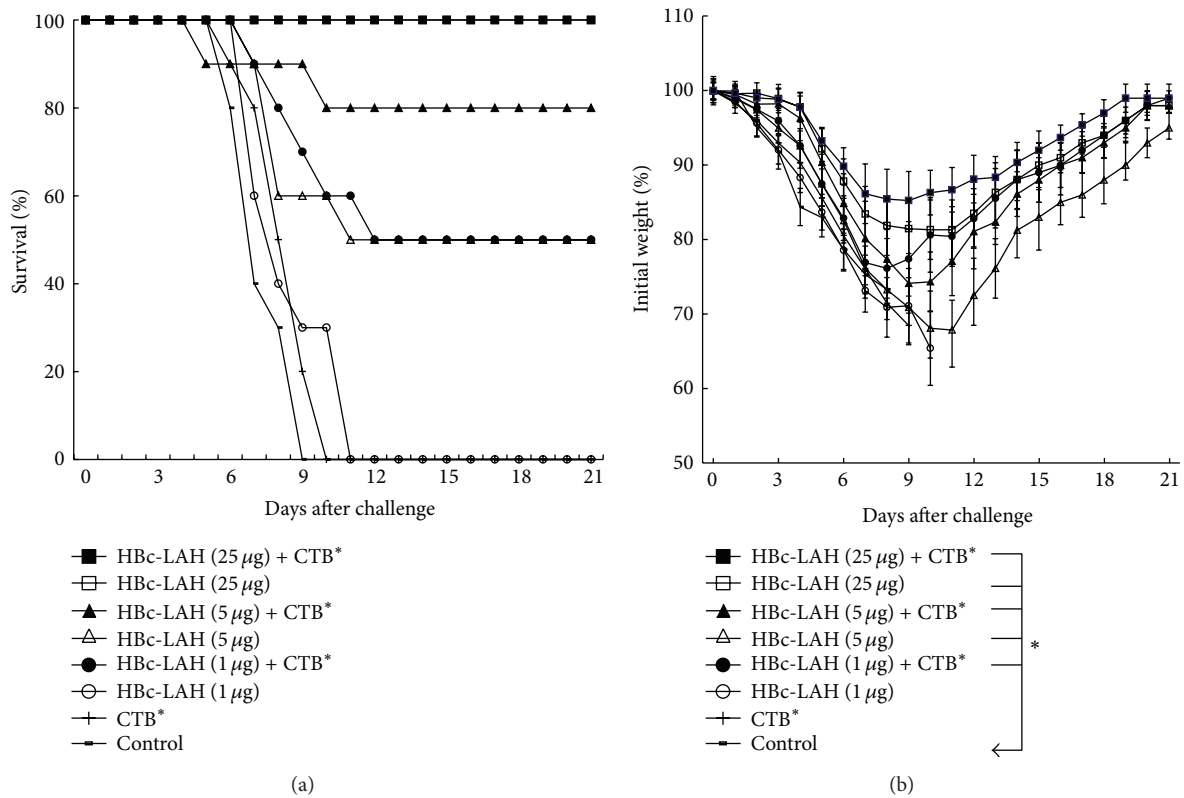 100
80
60
40
20
0
Survival (%)
0 3 6 9 12 15 18 21
Days after challenge
HBc-LAH (25 μg) + CTB*
HBc-LAH (25 μg)
HBc-LAH (5 μg) + CTB*
HBc-LAH (5 μg)
HBc-LAH (1 μg) + CTB*
HBc-LAH (1 μg)
CTB*
Control
(a)
110
100
90
80
70
60
50
Initial weight (%)
0 3 6 9 12 15 18 21
Days after challenge
HBc-LAH (25 μg) + CTB*
HBc-LAH (25 μg)
HBc-LAH (5 μg) + CTB*
HBc-LAH (5 μg)
HBc-LAH (1 μg) + CTB*
HBc-LAH (1 μg)
CTB*
Control
*
(b)